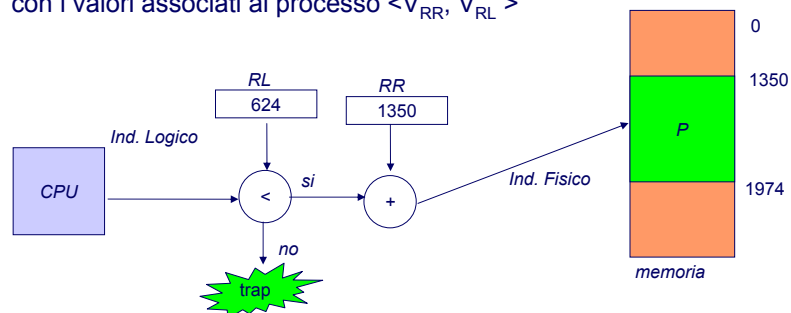 con i valori associati al processo <V_RR, V_RL >
0
RL
RR
1350
624
1350
Ind. Logico
P
CPU
<
si
+
Ind. Fisico
1974
no
trap
memoria